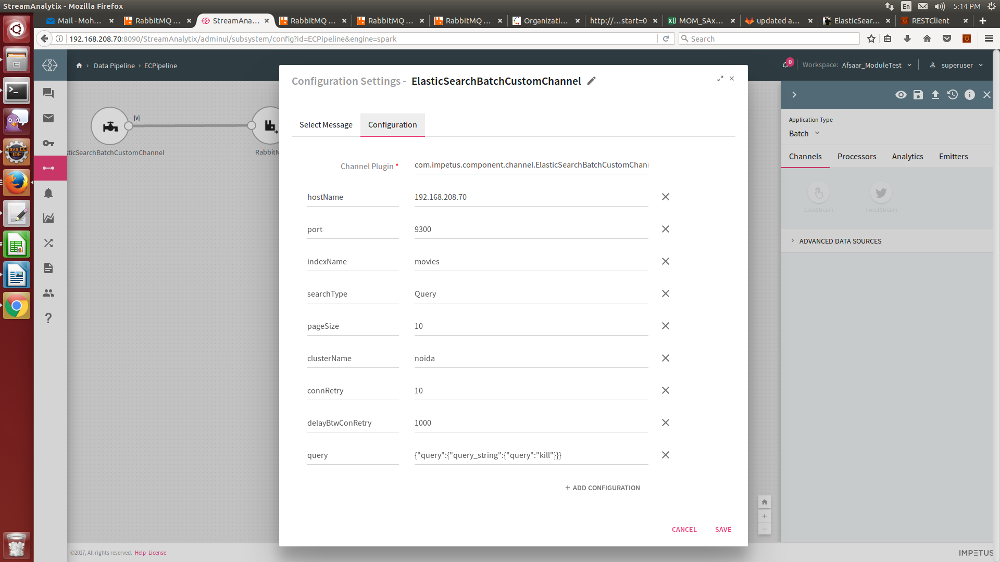 StreamAnalytix - Mozilla Firefox
En
5:14 PM
Mail - Moh...
RabbitMQ ...
StreamAna...
RabbitMQ ...
RabbitMQ ...
RabbitMQ ...
Organizati...
http://...start=0
MOM_SAx...
updated a...
ElasticSear...
RESTClient
192.168.208.70:8090/StreamAnalytix/adminui/subsystem/config?id=ECPipeline&engine=spark
Search
Data Pipeline
ECPipeline
0
Workspace: Afsaar_ModuleTest
superuser
Configuration Settings - ElasticSearchBatchCustomChannel
Select Message
Configuration
Channel Plugin *
com.impetus.component.channel.ElasticSearchBatchCustomChann
hostName
192.168.208.70
port
9300
indexName
movies
searchType
Query
pageSize
10
clusterName
noida
connRetry
10
delayBtwConRetry
1000
query
{"query":{"query_string":{"query":"kill"}}}
+ ADD CONFIGURATION
CANCEL
SAVE
[v]
sticSearchBatchCustomChannel
RabbitM
Application Type
Batch
Channels
Processors
Analytics
Emitters
ClickStream
TweetStream
ADVANCED DATA SOURCES
Java EE
IDE
©2017, All rights reserved. Help License
IMPETUS